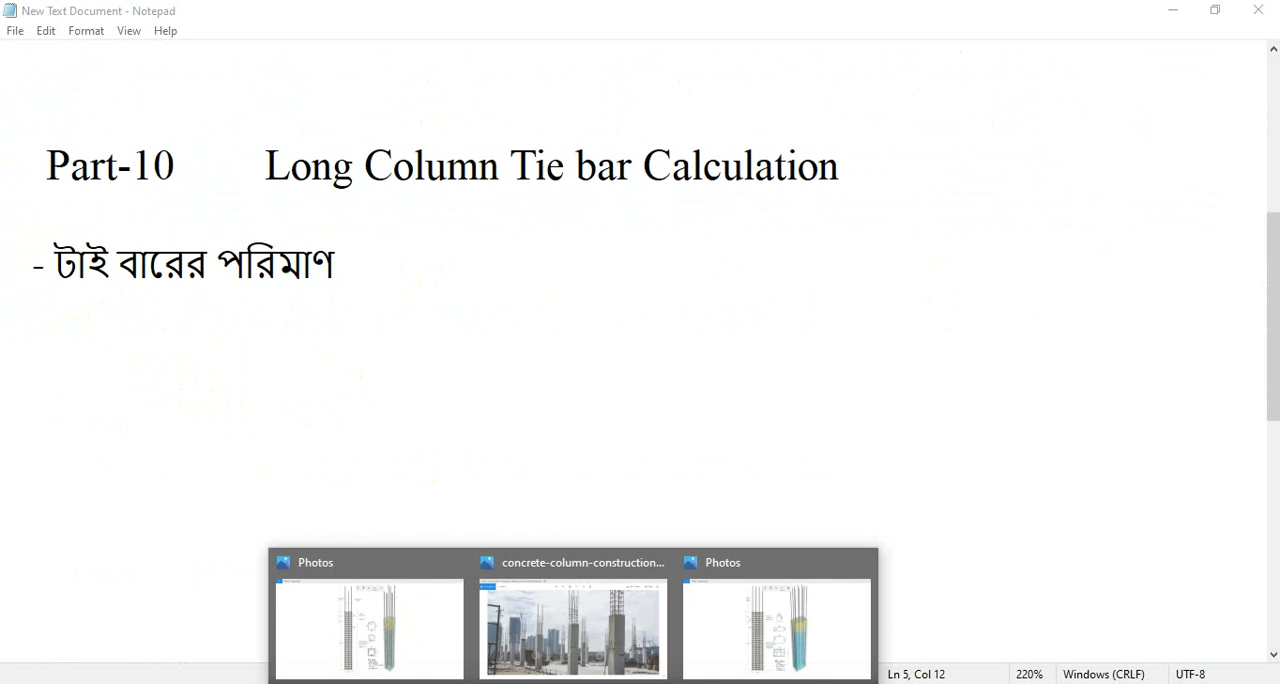 New Text Document - Notepad
File Edit Format View Help
Part-10 Long Column Tie bar Calculation
- টাই বারের পরিমাণ
Photos
concrete-column-construction...
Photos
Ln 5, Col 12
220%
Windows (CRLF)
UTF-8